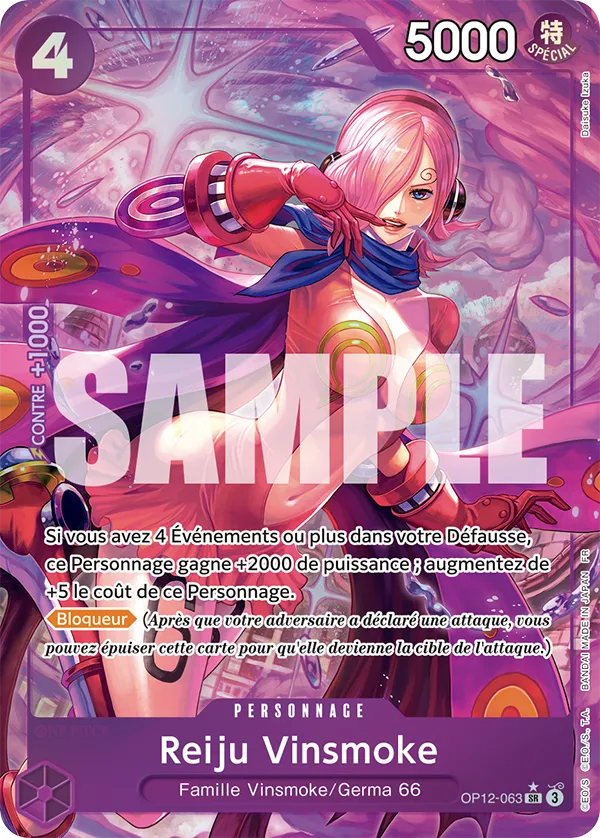 4
5000
特
SPÉCIAL
Daisuke Izuka
CONTRE +1000
SAMPLE
Si vous avez 4 Événements ou plus dans votre Défausse,
ce Personnage gagne +2000 de puissance ; augmentez de
+5 le coût de ce Personnage.
Bloqueur (Après que votre adversaire a déclaré une attaque, vous
pouvez épuiser cette carte pour qu'elle devienne la cible de l'attaque.)
©E.O/S ©E.O./S., T.A. BANDAI MADE IN JAPAN FR
PERSONNAGE
ONE PIECE
Reiju Vinsmoke
Famille Vinsmoke/Germa 66
OP12-063 SR 3